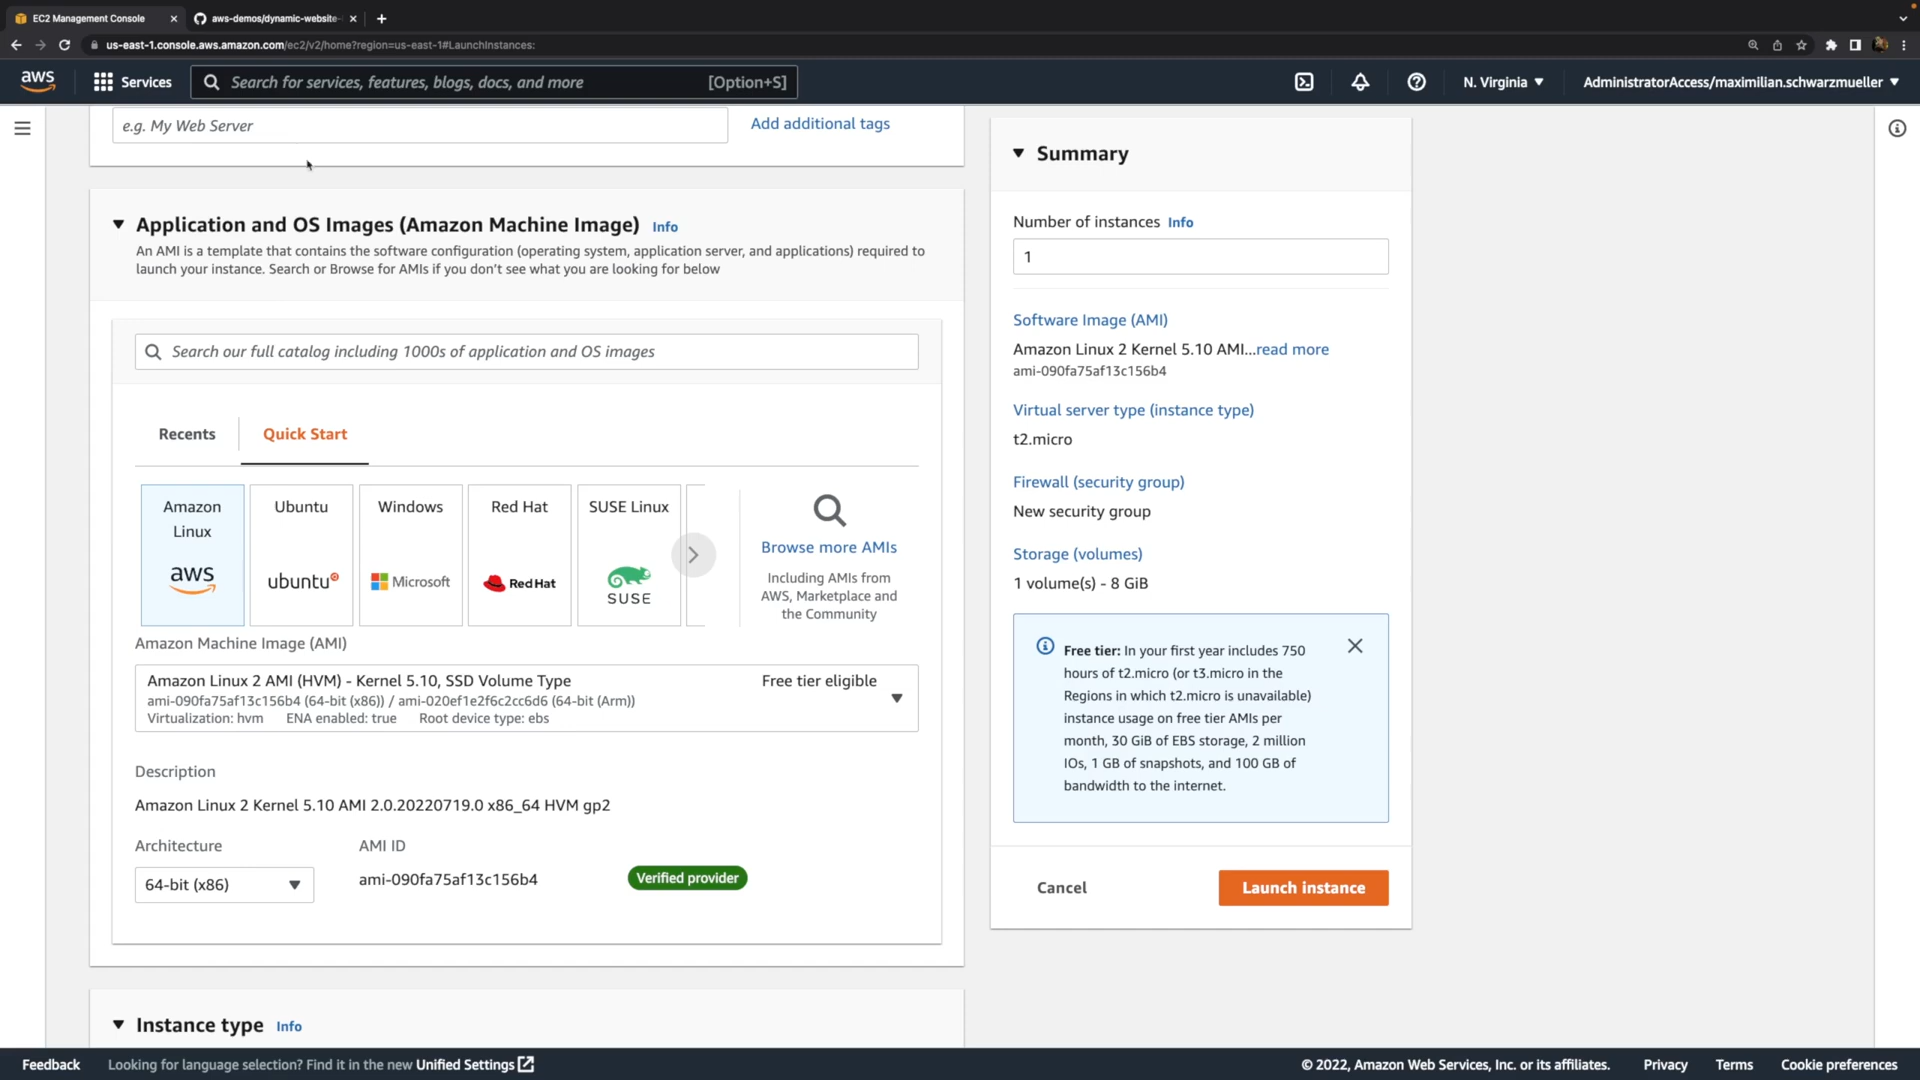 EC2 Management Console
aws-demos/dynamic-website-
us-east-1.console.aws.amazon.com/ec2/v2/home?region=us-east-1#LaunchInstances:
aws
Services
Search for services, features, blogs, docs, and more
[Option+S]
N. Virginia
AdministratorAccess/maximilian.schwarzmueller
e.g. My Web Server
Add additional tags
Application and OS Images (Amazon Machine Image) Info
An AMI is a template that contains the software configuration (operating system, application server, and applications) required to
launch your instance. Search or Browse for AMIs if you don't see what you are looking for below
Search our full catalog including 1000s of application and OS images
Recents
Quick Start
Amazon
Linux
aws
Ubuntu
ubuntu
Windows
Microsoft
Red Hat
RedHat
SUSE Linux
SUSE
Browse more AMIs
Including AMIs from
AWS, Marketplace and
the Community
Amazon Machine Image (AMI)
Amazon Linux 2 AMI (HVM) - Kernel 5.10, SSD Volume Type
Free tier eligible
ami-090fa75af13c156b4 (64-bit (x86)) / ami-020ef1e2f6c2cc6d6 (64-bit (Arm))
Virtualization: hvm ENA enabled: true Root device type: ebs
Description
Amazon Linux 2 Kernel 5.10 AMI 2.0.20220719.0 x86_64 HVM gp2
Architecture
AMI ID
64-bit (x86)
ami-090fa75af13c156b4
Verified provider
Instance type Info
Summary
Number of instances Info
1
Software Image (AMI)
Amazon Linux 2 Kernel 5.10 AMI...read more
ami-090fa75af13c156b4
Virtual server type (instance type)
t2.micro
Firewall (security group)
New security group
Storage (volumes)
1 volume(s) - 8 GiB
Free tier: In your first year includes 750
hours of t2.micro (or t3.micro in the
Regions in which t2.micro is unavailable)
instance usage on free tier AMIs per
month, 30 GiB of EBS storage, 2 million
IOs, 1 GB of snapshots, and 100 GB of
bandwidth to the internet.
Cancel
Launch instance
Feedback
Looking for language selection? Find it in the new Unified Settings
© 2022, Amazon Web Services, Inc. or its affiliates.
Privacy
Terms
Cookie preferences